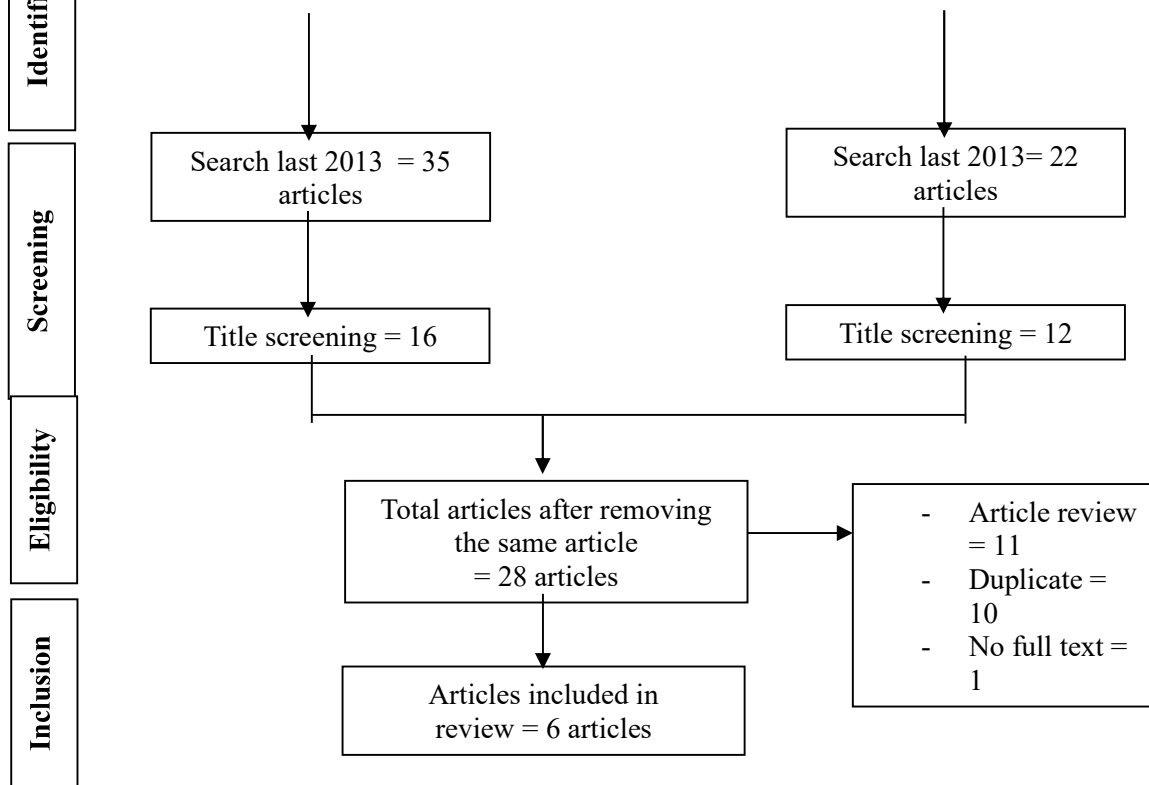 Identifi
Search last 2013 = 35
articles
Search last 2013= 22
articles
Screening
Title screening = 16
Title screening = 12
Eligibility
Total articles after removing
the same article
= 28 articles
- Article review
= 11
- Duplicate =
10
- No full text =
1
Inclusion
Articles included in
review = 6 articles